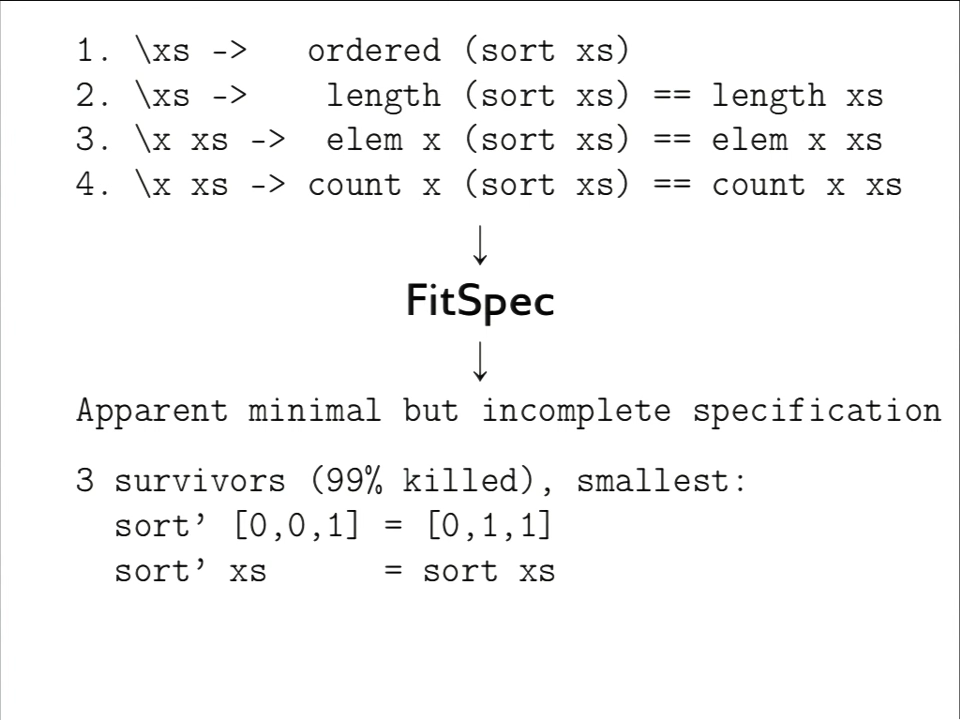 1. \xs -> ordered (sort xs)
2. \xs -> length (sort xs) == length xs
3. \x xs -> elem x (sort xs) == elem x xs
4. \x xs -> count x (sort xs) == count x xs
↓
FitSpec
↓
Apparent minimal but incomplete specification
3 survivors (99% killed), smallest:
sort’ [0,0,1] = [0,1,1]
sort’ xs = sort xs